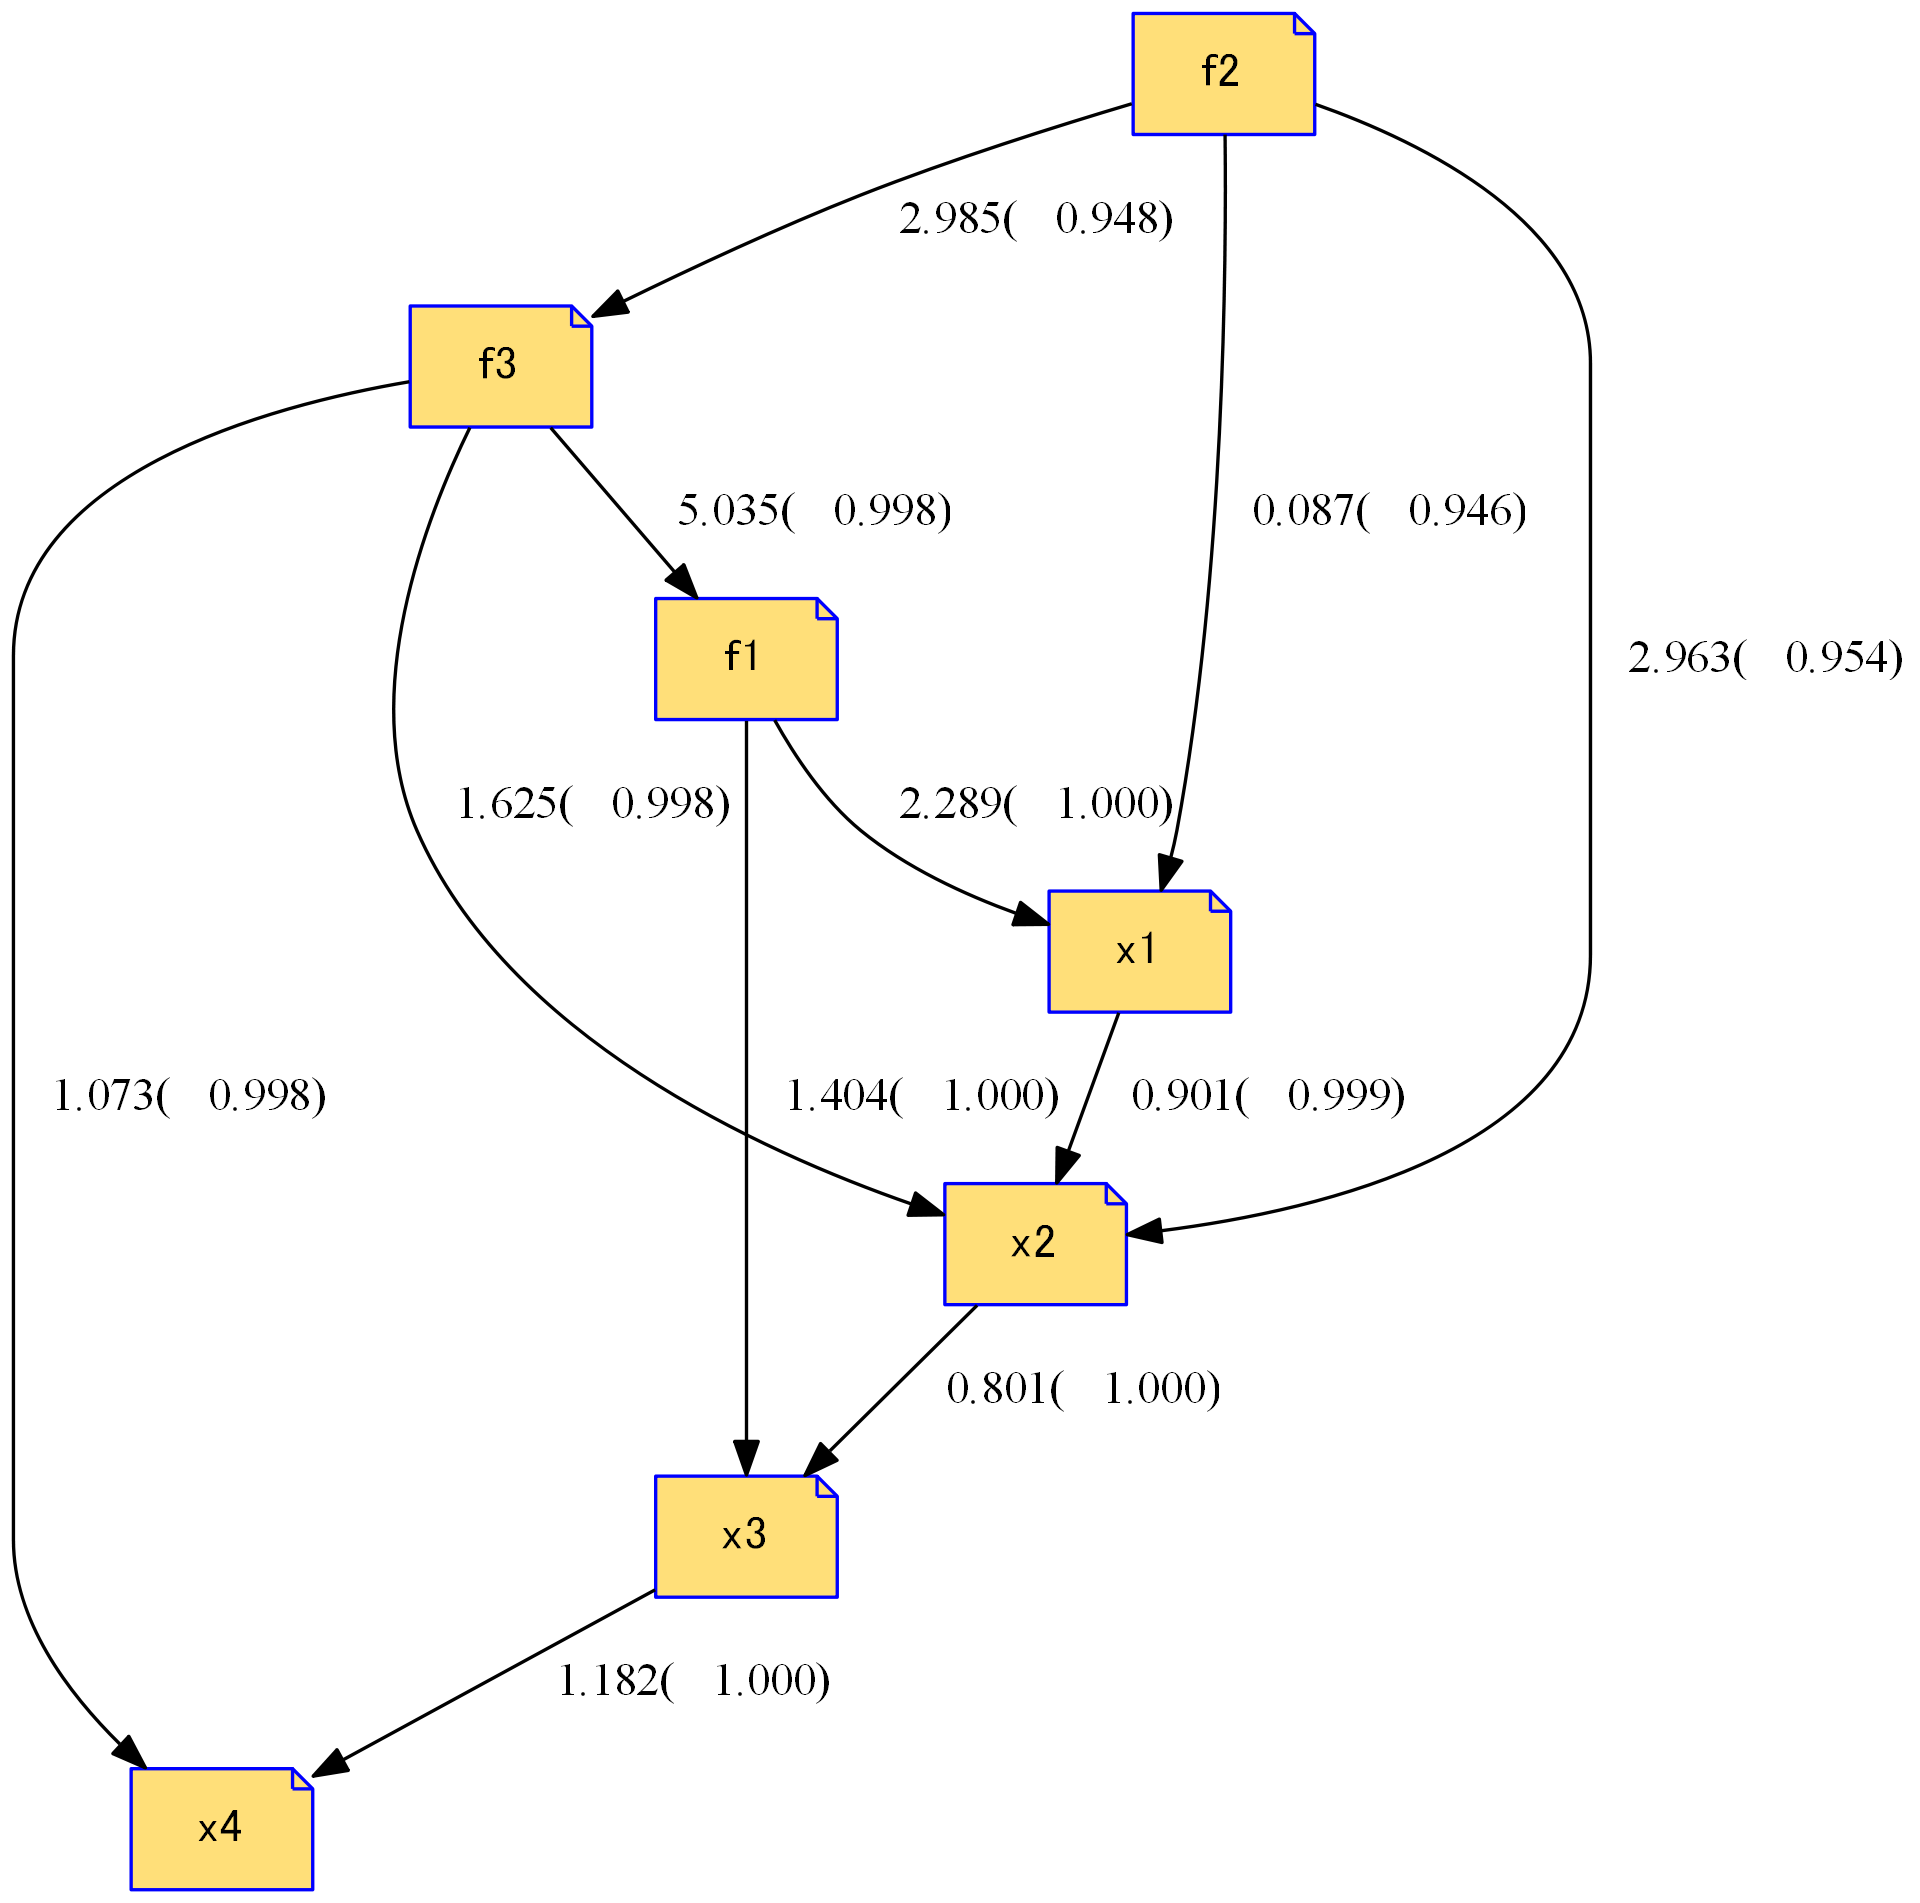 f2
2.985( 0.948)
f3
5.035( 0.998)
0.087( 0.946)
f1
2.963( 0.954)
1.625( 0.998)
2.289( 1.000)
x1
1.073( 0.998)
1.404( 1.000)
0.901( 0.999)
x2
0.801( 1.000)
x3
1.182( 1.000)
x4